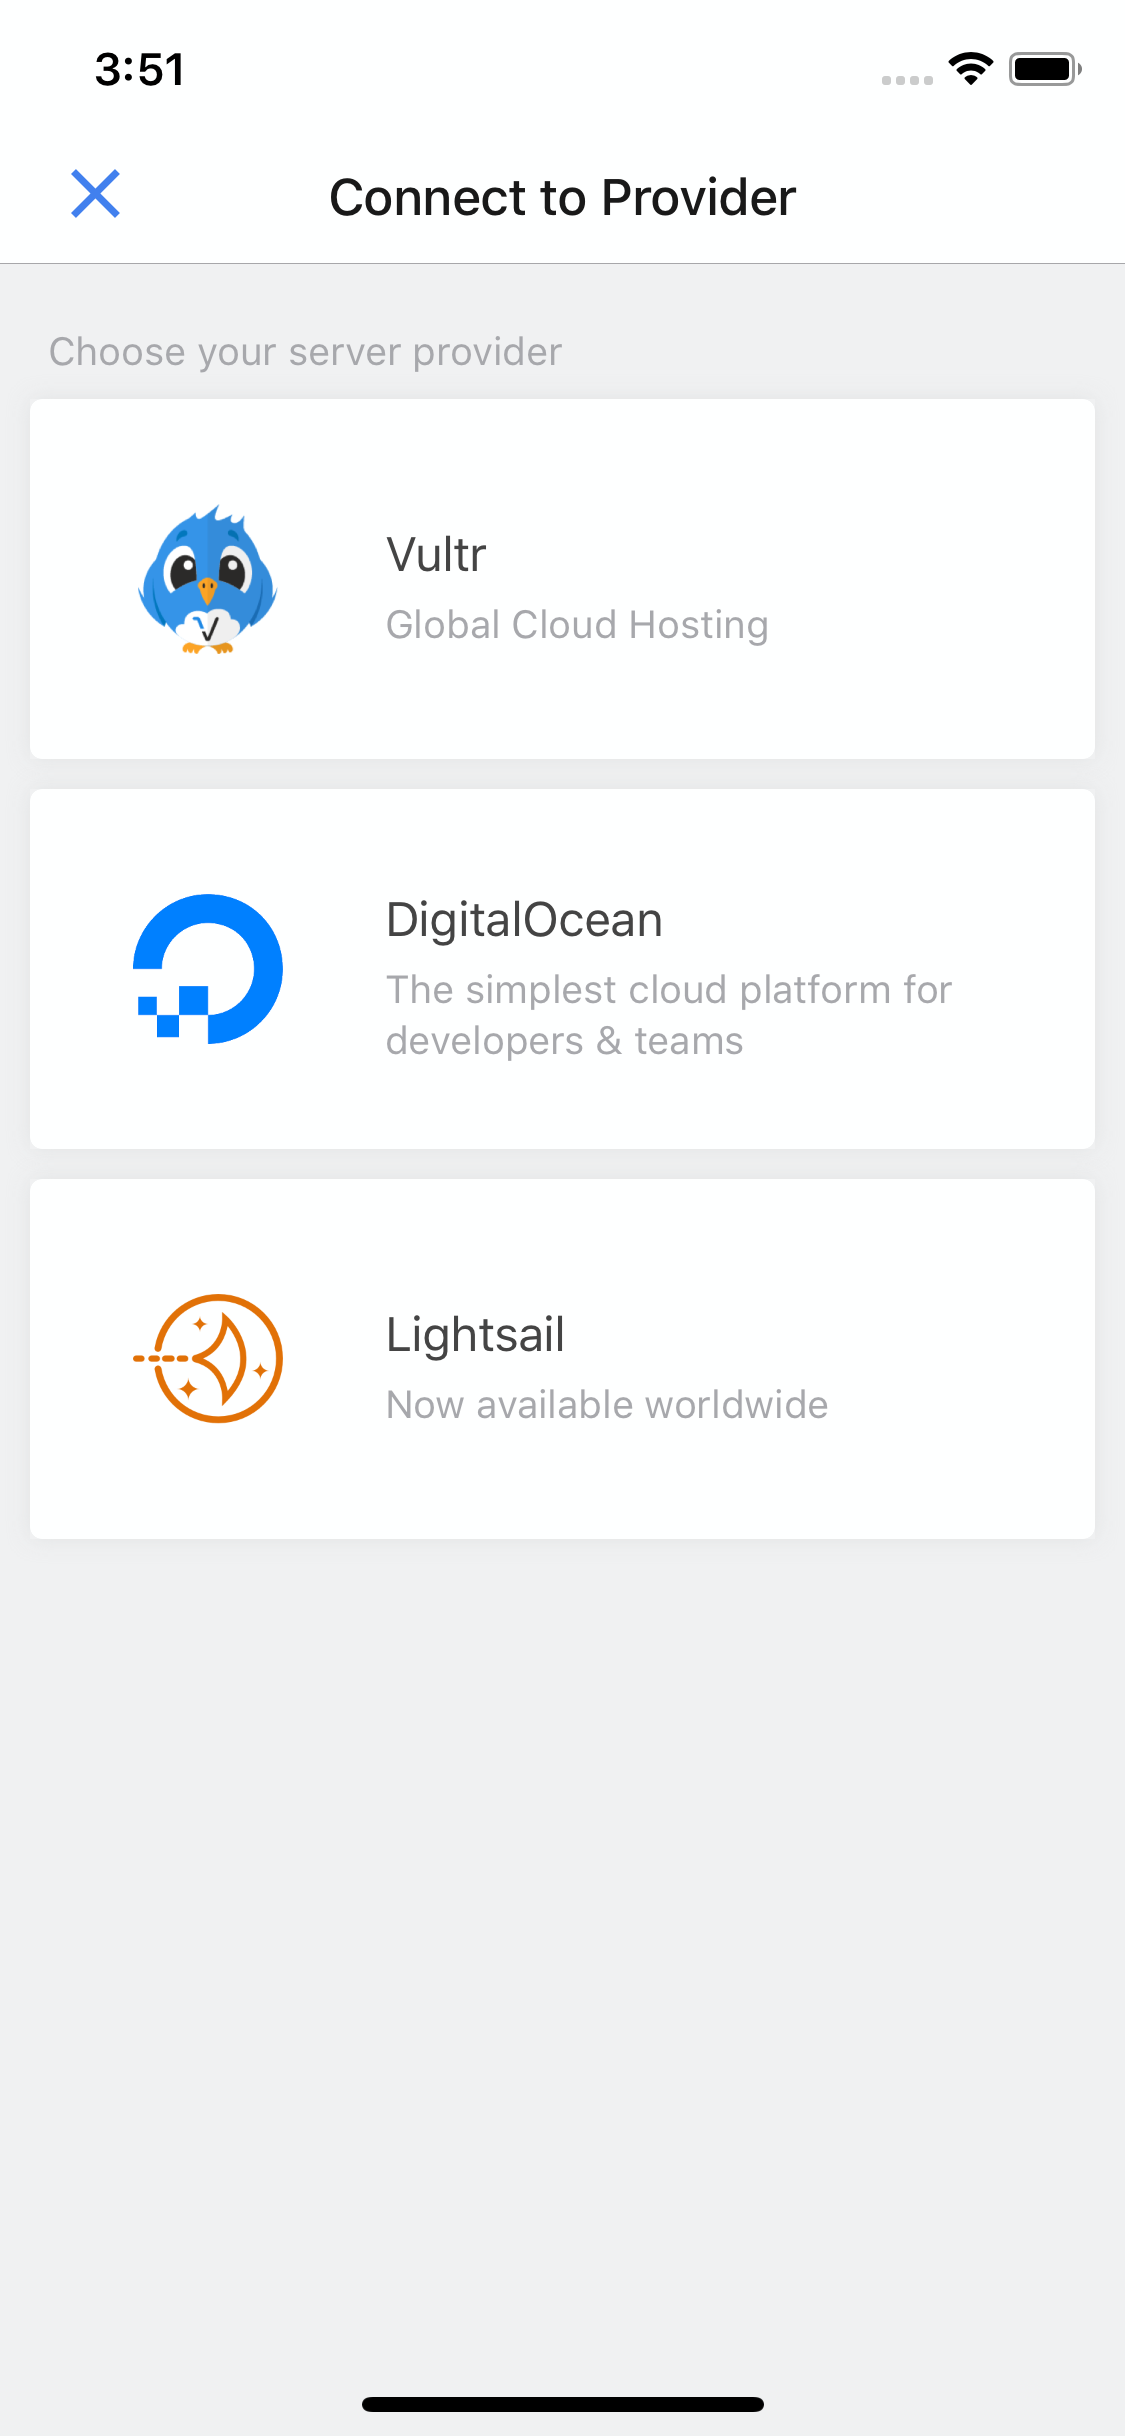 3:51
Connect to Provider
Choose your server provider
Vultr
Global Cloud Hosting
DigitalOcean
The simplest cloud platform for
developers & teams
Lightsail
Now available worldwide